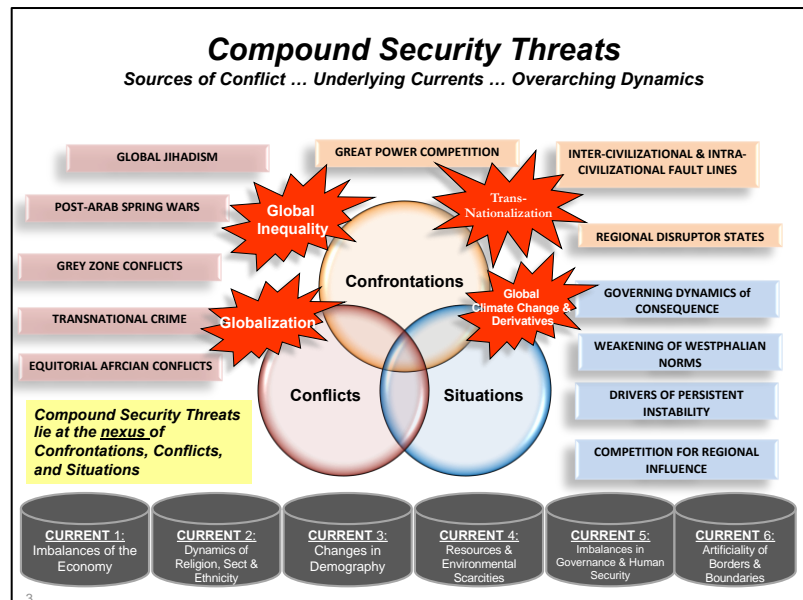 Compound Security Threats
Sources of Conflict … Underlying Currents … Overarching Dynamics
GLOBAL JIHADISM
POST-ARAB SPRING WARS
GREY ZONE CONFLICTS
TRANSNATIONAL CRIME
EQUITORIAL AFRCIAN CONFLICTS
GREAT POWER COMPETITION
INTER-CIVILIZATIONAL & INTRA-
CIVILIZATIONAL FAULT LINES
REGIONAL DISRUPTOR STATES
GOVERNING DYNAMICS of
CONSEQUENCE
WEAKENING OF WESTPHALIAN
NORMS
DRIVERS OF PERSISTENT
INSTABILITY
COMPETITION FOR REGIONAL
INFLUENCE
Global
Inequality
Trans-
Nationalization
Globalization
Global
Climate Change &
Derivatives
Confrontations
Conflicts
Situations
Compound Security Threats
lie at the nexus of
Confrontations, Conflicts,
and Situations
CURRENT 1:
Imbalances of the
Economy
CURRENT 2:
Dynamics of
Religion, Sect &
Ethnicity
CURRENT 3:
Changes in
Demography
CURRENT 4:
Resources &
Environmental
Scarcities
CURRENT 5:
Imbalances in
Governance & Human
Security
CURRENT 6:
Artificiality of
Borders &
Boundaries
3